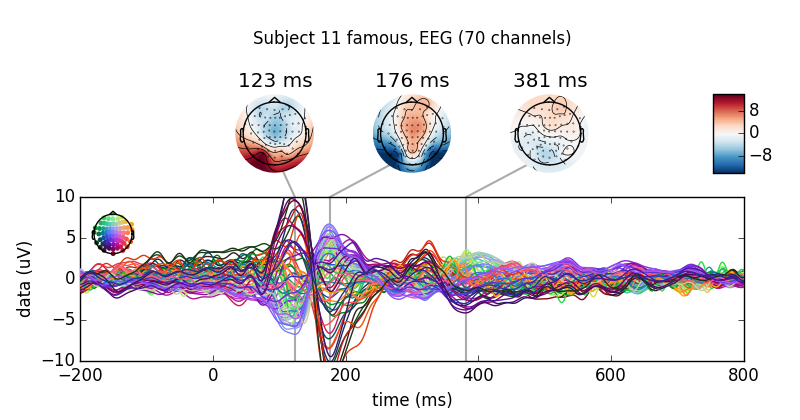 Subject 11 famous, EEG (70 channels)
123 ms 176 ms 381 ms
8
0
−8
10
5
0
−5
−10
data (uV)
−200 0 200 400 600 800
time (ms)